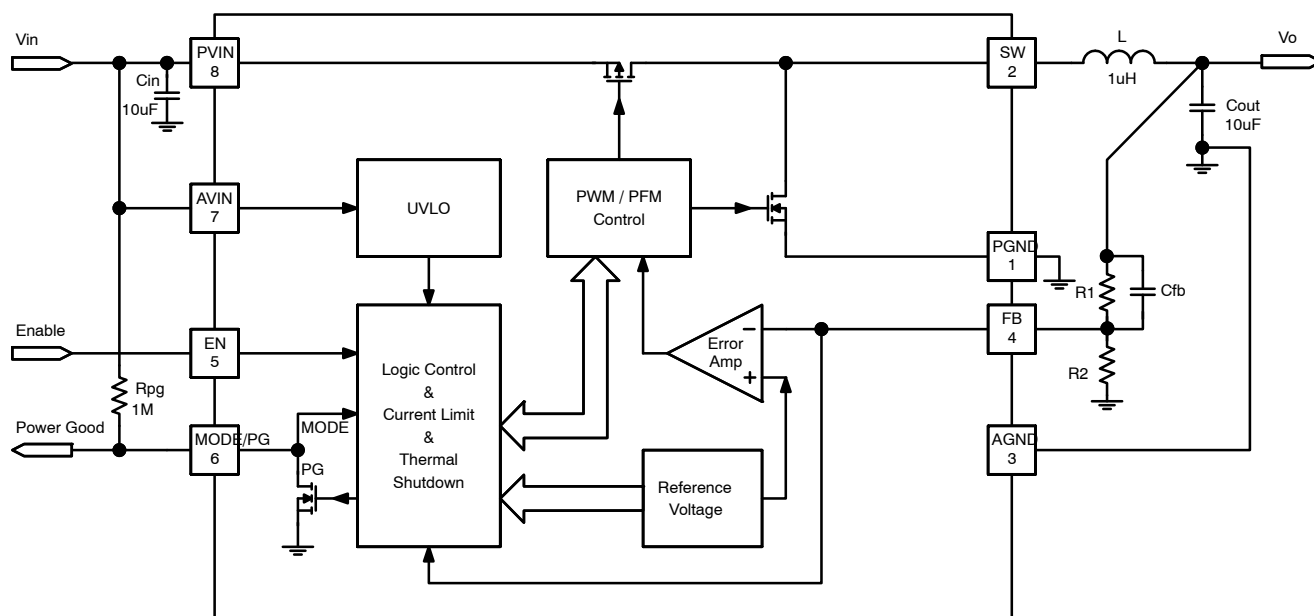 Vin
PVIN
8
Cin
10uF
SW
2
L
1uH
Vo
Cout
10uF
AVIN
7
UVLO
PWM / PFM
Control
PGND
1
R1
Cfb
Enable
EN
5
FB
4
Error
Amp
−
+
R2
Rpg
1M
Logic Control
&
Current Limit
&
Thermal
Shutdown
Power Good
MODE/PG
6
MODE
PG
Reference
Voltage
AGND
3